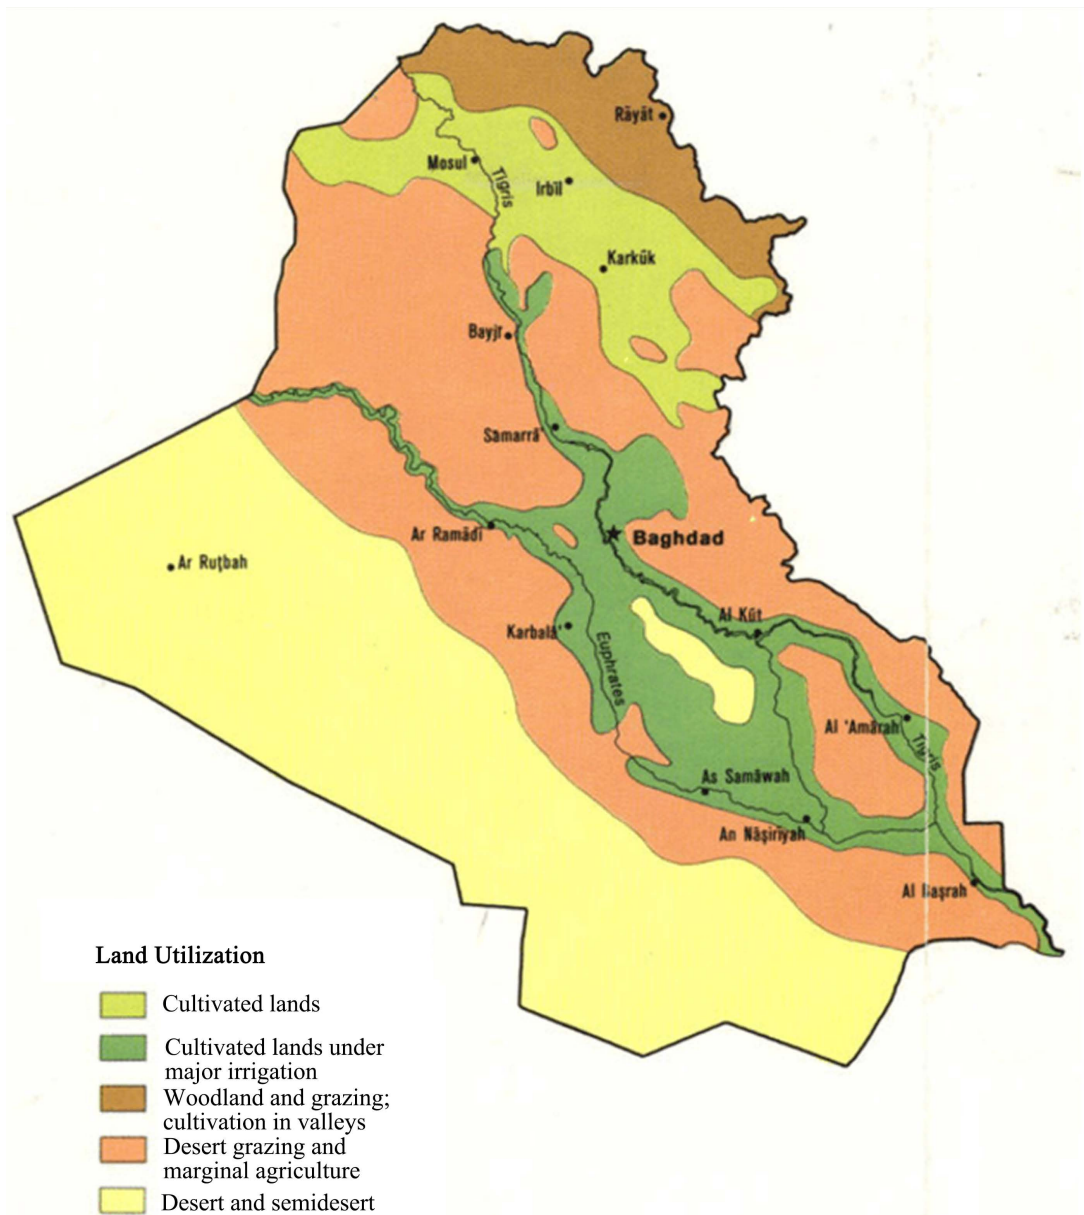 Rāyāt
Mosul
Tigris
Irbīl
Karkūk
Bayjī
Sāmarrā'
Ar Ramādī
Baghdad
Ar Ruṭbah
Al Kūt
Karbalā'
Euphrates
Al 'Amārah
Tigris
As Samāwah
An Nāşirīyah
Al Başrah
Land Utilization
Cultivated lands
Cultivated lands under
major irrigation
Woodland and grazing;
cultivation in valleys
Desert grazing and
marginal agriculture
Desert and semidesert